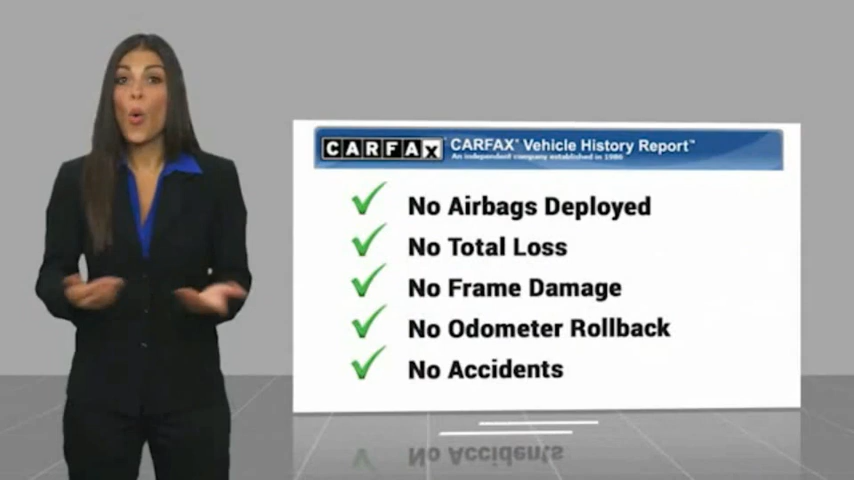 CARFAX CARFAX® Vehicle History Report™
An independent company established in 1986
No Airbags Deployed
No Total Loss
No Frame Damage
No Odometer Rollback
No Accidents
No Accidents